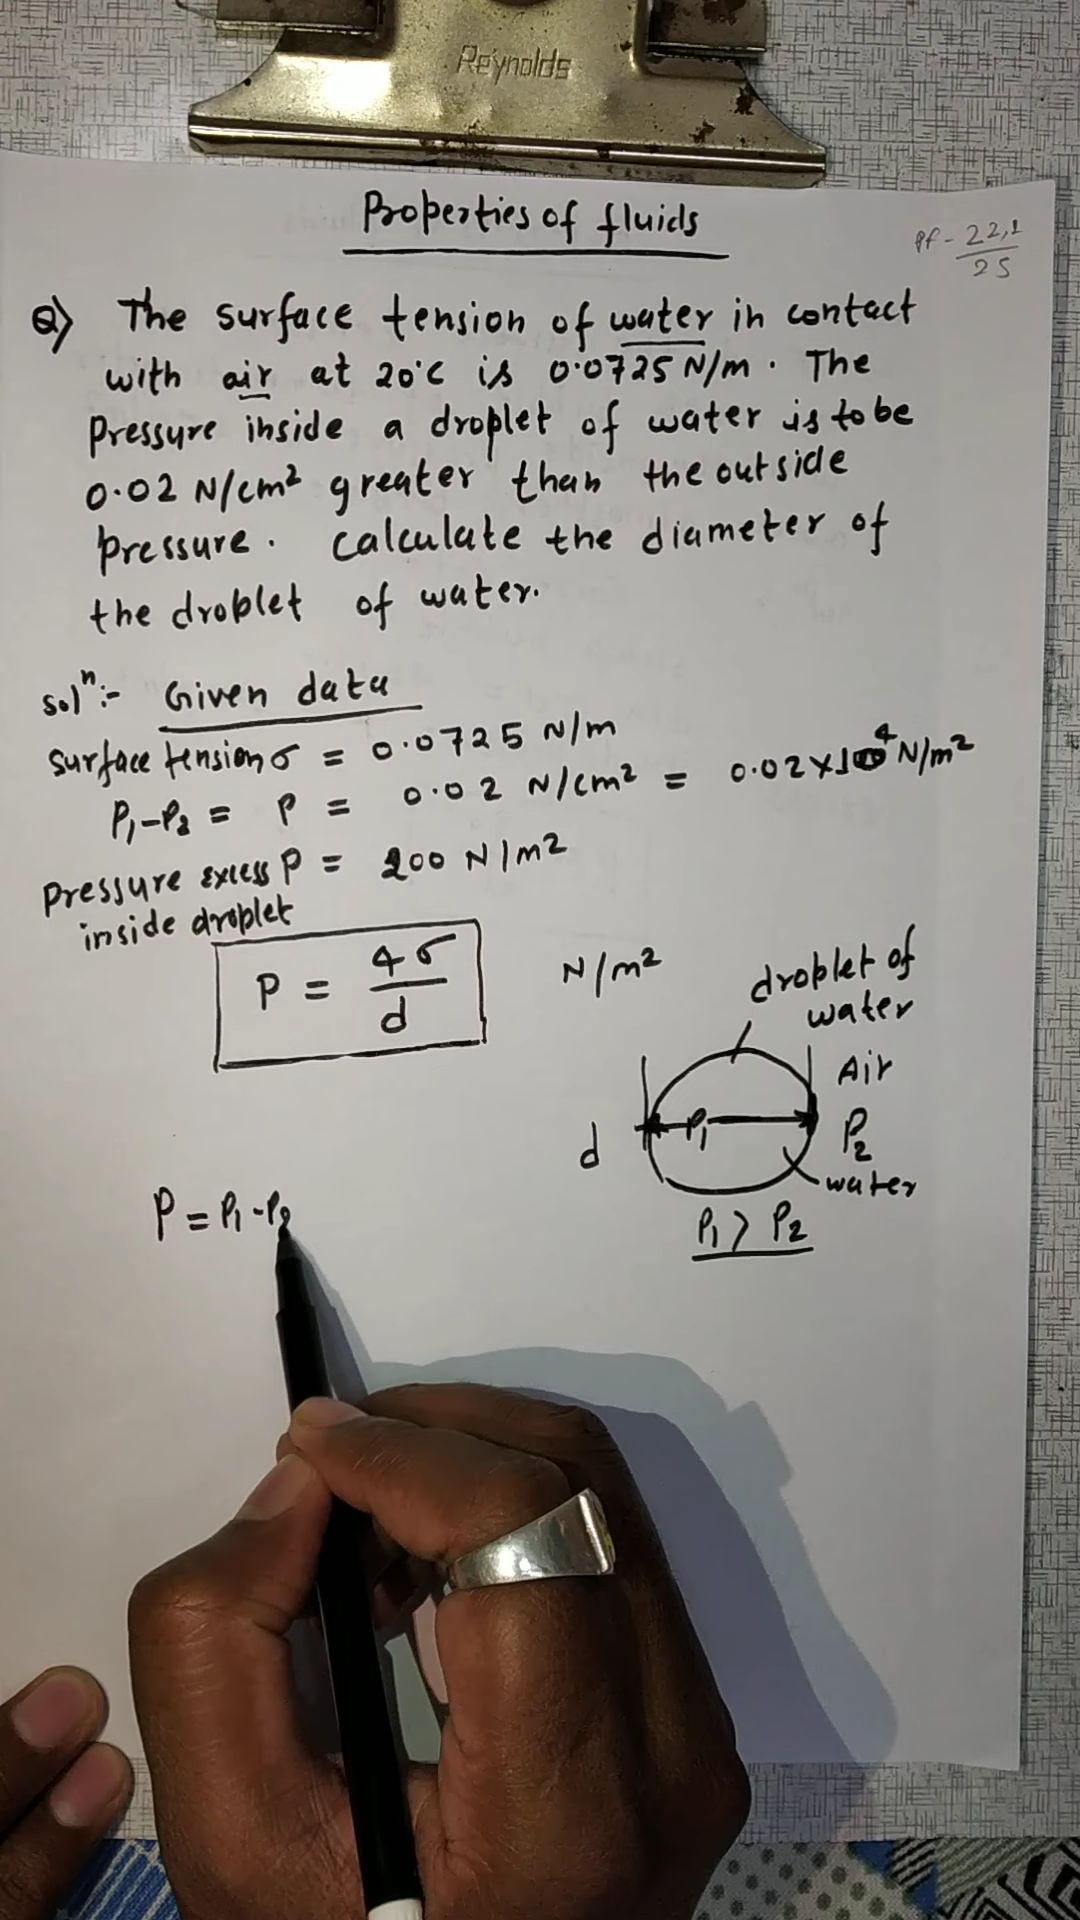 Reynolds
Properties of fluids
Pf - 22,1
25
Q) The surface tension of water in contact
with air at 20°C is 0.0725 N/m. The
Pressure inside a droplet of water is to be
0.02 N/cm² greater than the outside
pressure. calculate the diameter of
the droplet of water.
Solⁿ:- Given data
Surface tension σ = 0.0725 N/m
P₁-P₂ = P = 0.02 N/cm² = 0.02×10⁴ N/m²
Pressure excess P = 200 N/m²
inside droplet
P = 4σ/d N/m²
droplet of
water
Air
P₁
d
P₂
water
P₁ > P₂
P = P₁ - P₂